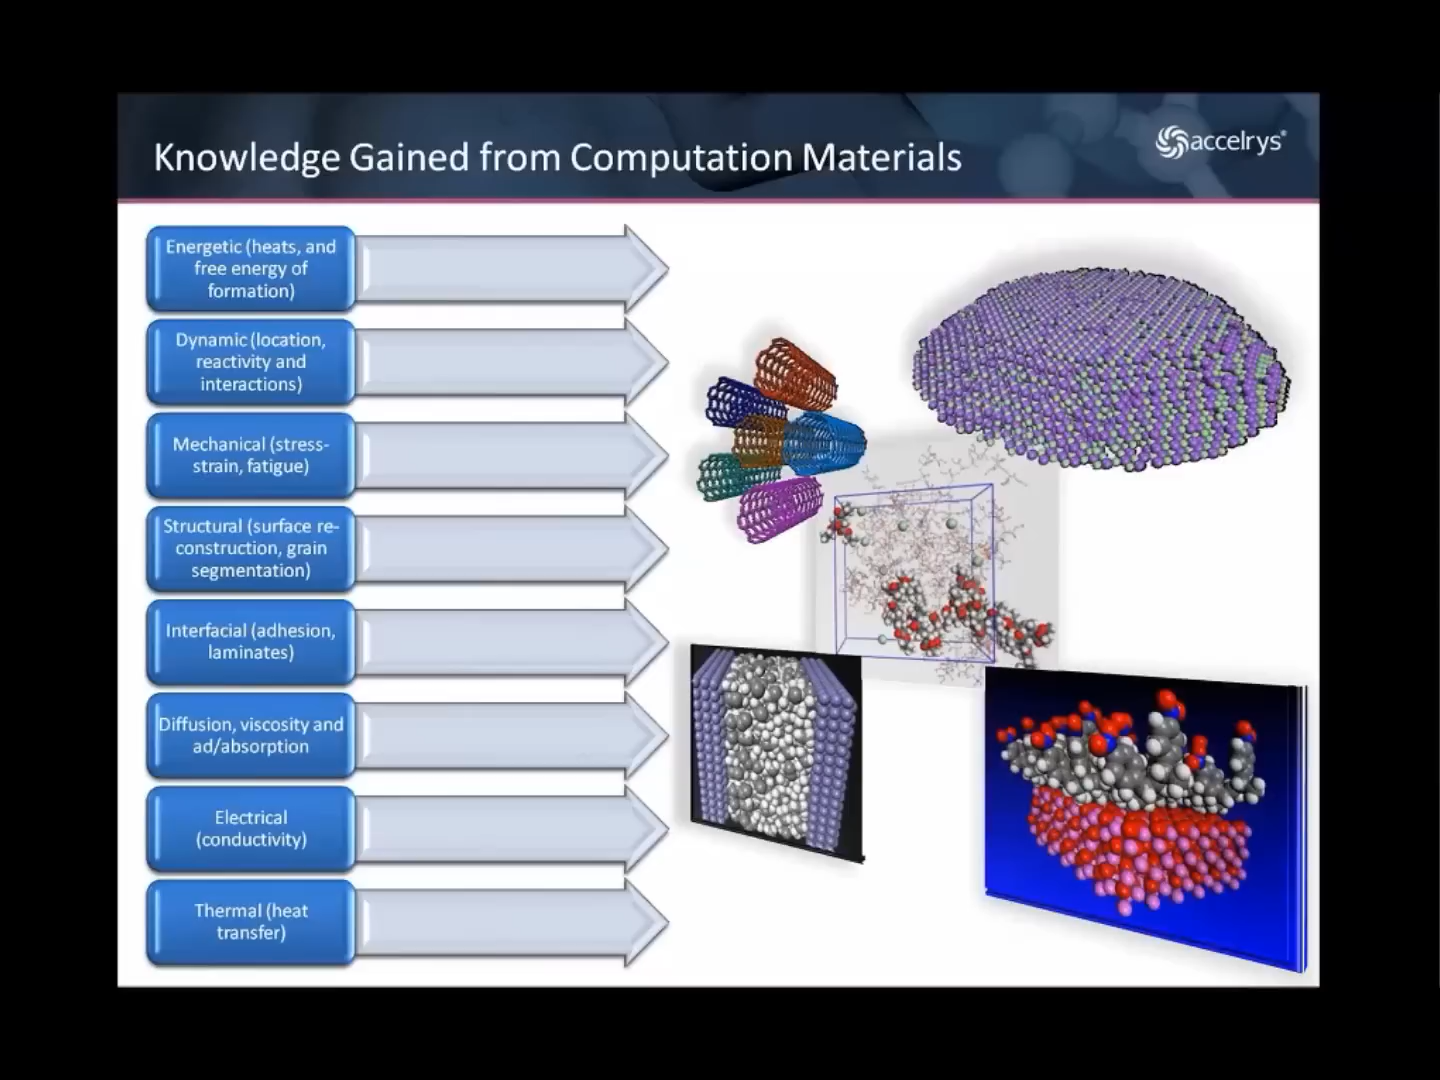 Knowledge Gained from Computation Materials
accelrys®
Energetic (heats, and
free energy of
formation)
Dynamic (location,
reactivity and
interactions)
Mechanical (stress-
strain, fatigue)
Structural (surface re-
construction, grain
segmentation)
Interfacial (adhesion,
laminates)
Diffusion, viscosity and
ad/absorption
Electrical
(conductivity)
Thermal (heat
transfer)